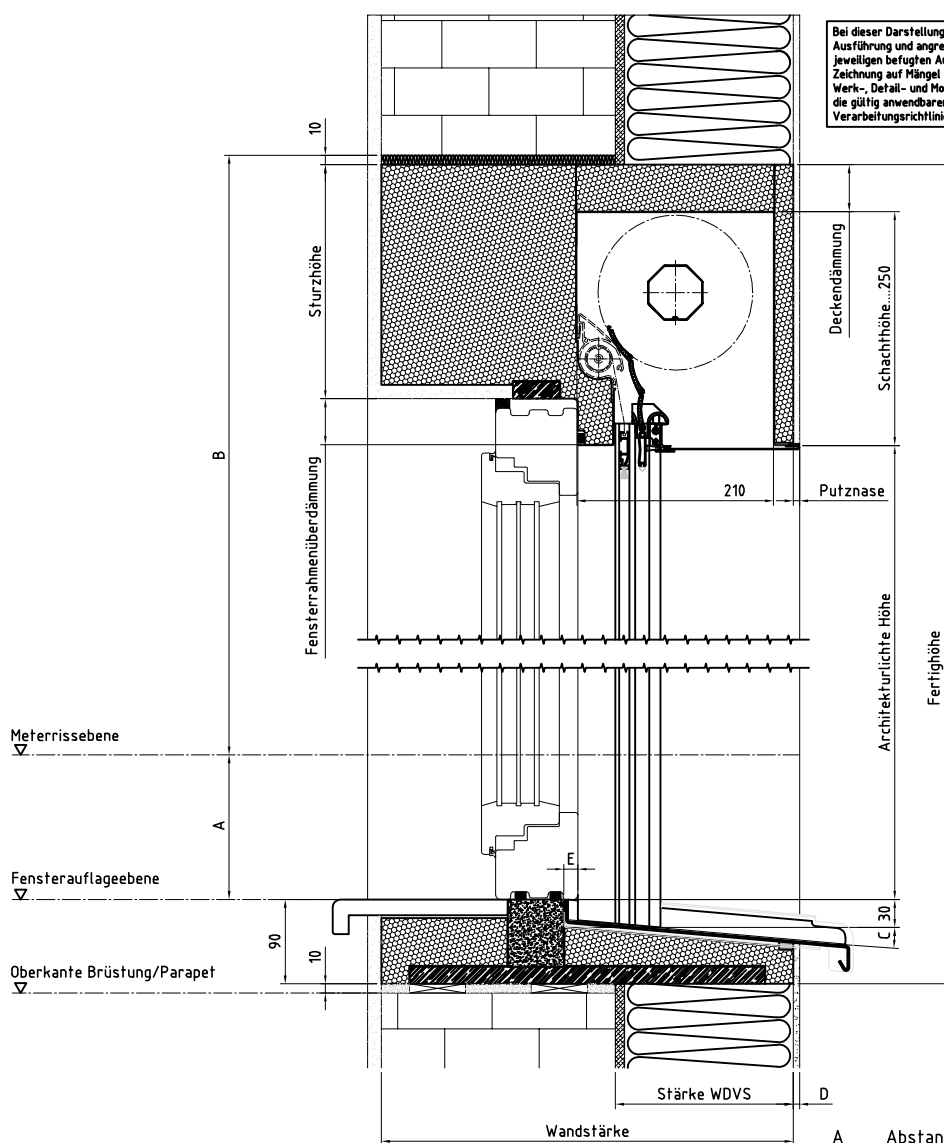 Bei dieser Darstellung
Ausführung und angre
jeweiligen befugten A
Zeichnung auf Mängel
Werk-, Detail- und Mo
die gültig anwendbare
Verarbeitungsrichtlini
10
Sturzhöhe
Deckendämmung
Schachthöhe....250
B
210
Putznase
Fensterrahmenüberdämmung
Architekturlichte Höhe
Fertighöhe
Meterrissebene
A
E
Fensterauflageebene
30
C
90
10
Oberkante Brüstung/Parapet
Stärke WDVS
D
Wandstärke
A Abstan